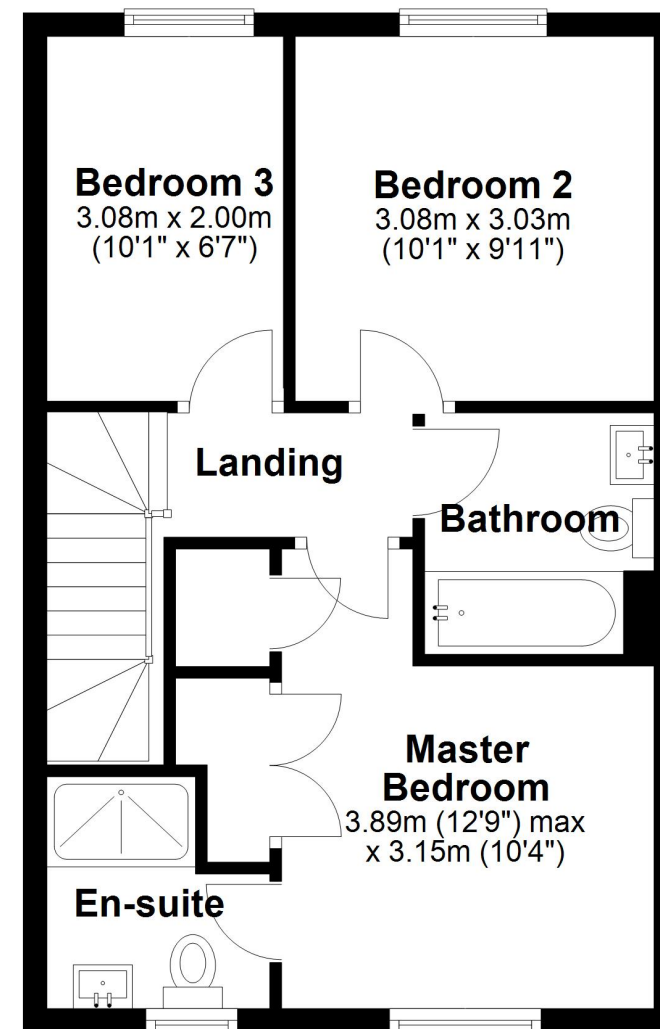 Bedroom 3
3.08m x 2.00m
(10'1" x 6'7")
Bedroom 2
3.08m x 3.03m
(10'1" x 9'11")
Landing
Bathroom
Master
Bedroom
3.89m (12'9") max
x 3.15m (10'4")
En-suite